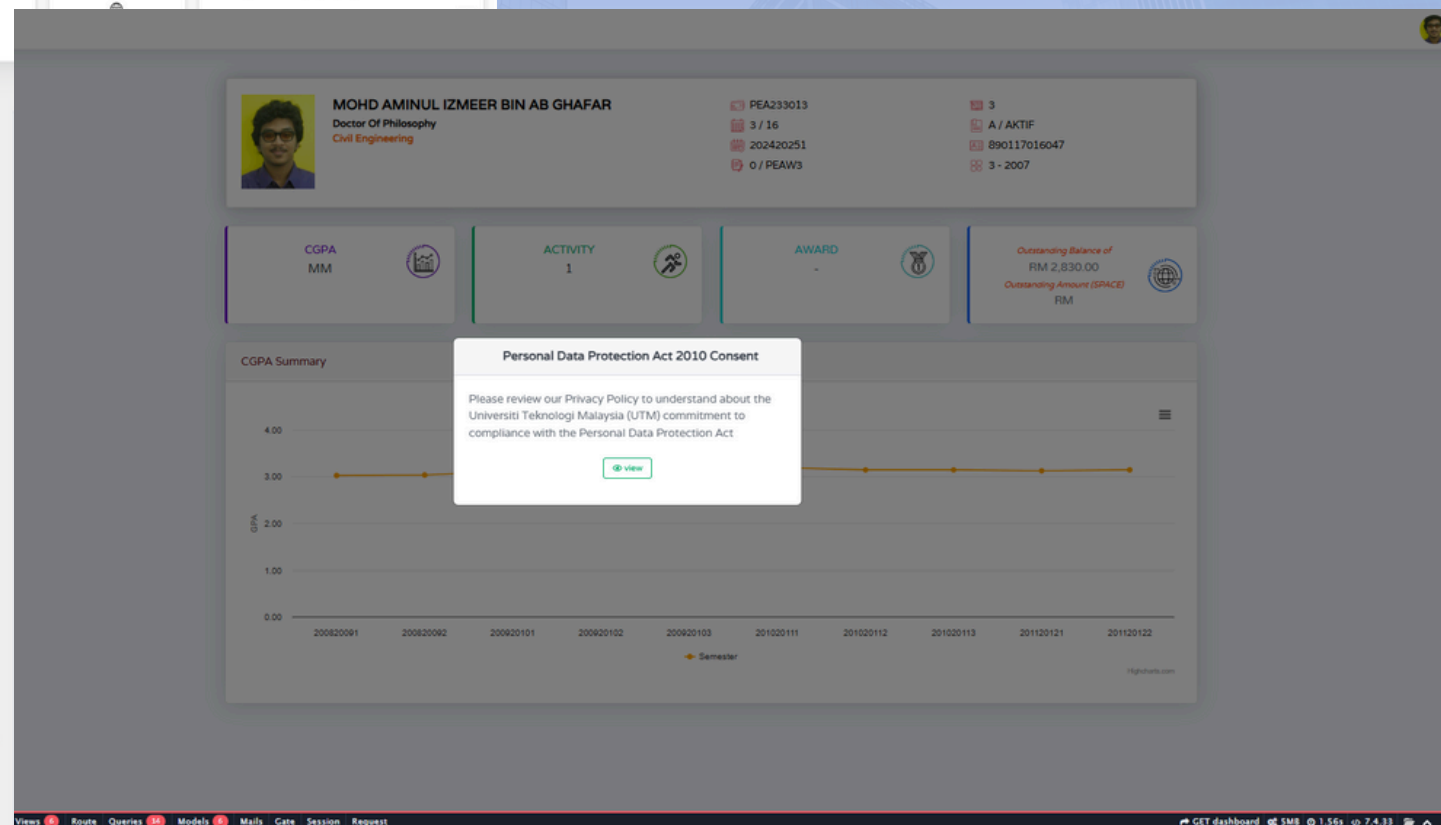 MOHD AMINUL IZMEER BIN AB GHAFAR
Doctor Of Philosophy
Civil Engineering
PEA233013
3 / 16
202420251
0 / PEAW3
3
A / AKTIF
890117016047
3 - 2007
CGPA
MM
ACTIVITY
1
AWARD
-
Outstanding Balance of
RM 2,830.00
Outstanding Amount (SPACE)
RM
CGPA Summary
Personal Data Protection Act 2010 Consent
Please review our Privacy Policy to understand about the
Universiti Teknologi Malaysia (UTM) commitment to
compliance with the Personal Data Protection Act
view
4.00
3.00
2.00
1.00
0.00
GPA
200820091 200820092 200920101 200920102 200920103 201020111 201020112 201020113 201120121 201120122
Semester
Highcharts.com
Views 6 Route Queries 14 Models 6 Mails Gate Session Request GET dashboard 5MB 1.56s 7.4.33